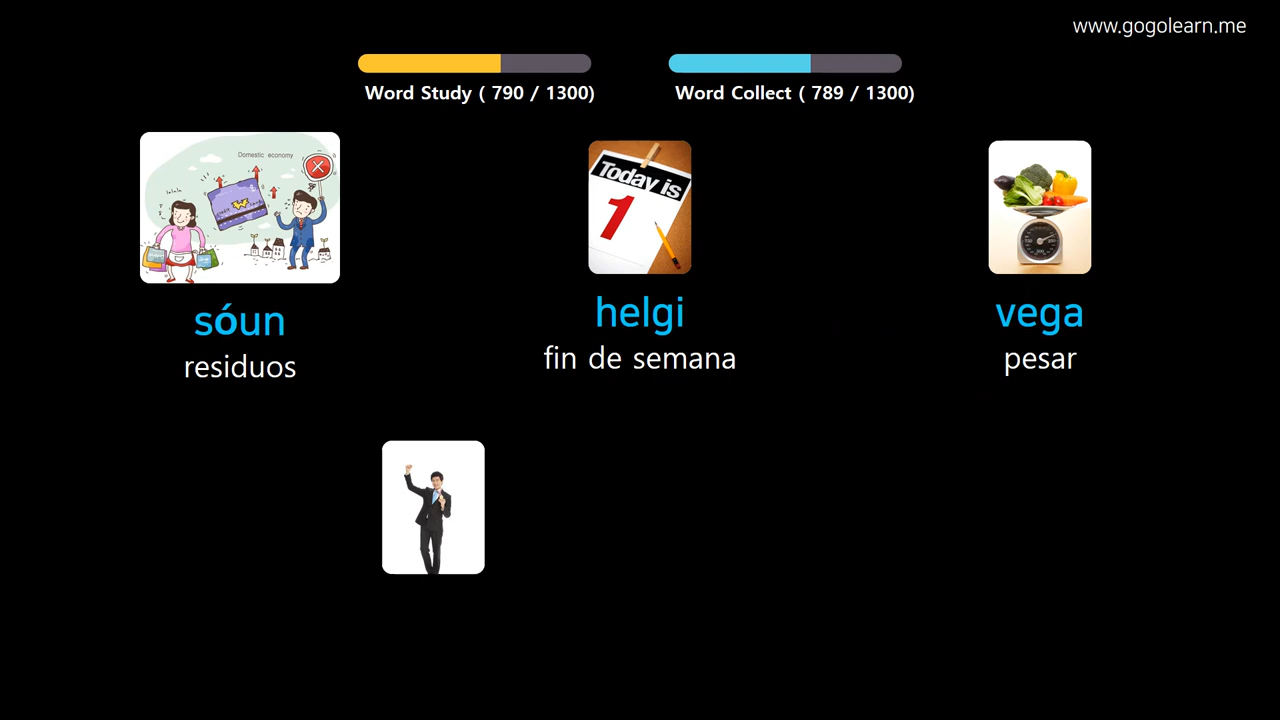 www.gogolearn.me
Word Study ( 790 / 1300)
Word Collect ( 789 / 1300)
Domestic economy
lalala
Today is
1
sóun
residuos
helgi
fin de semana
vega
pesar